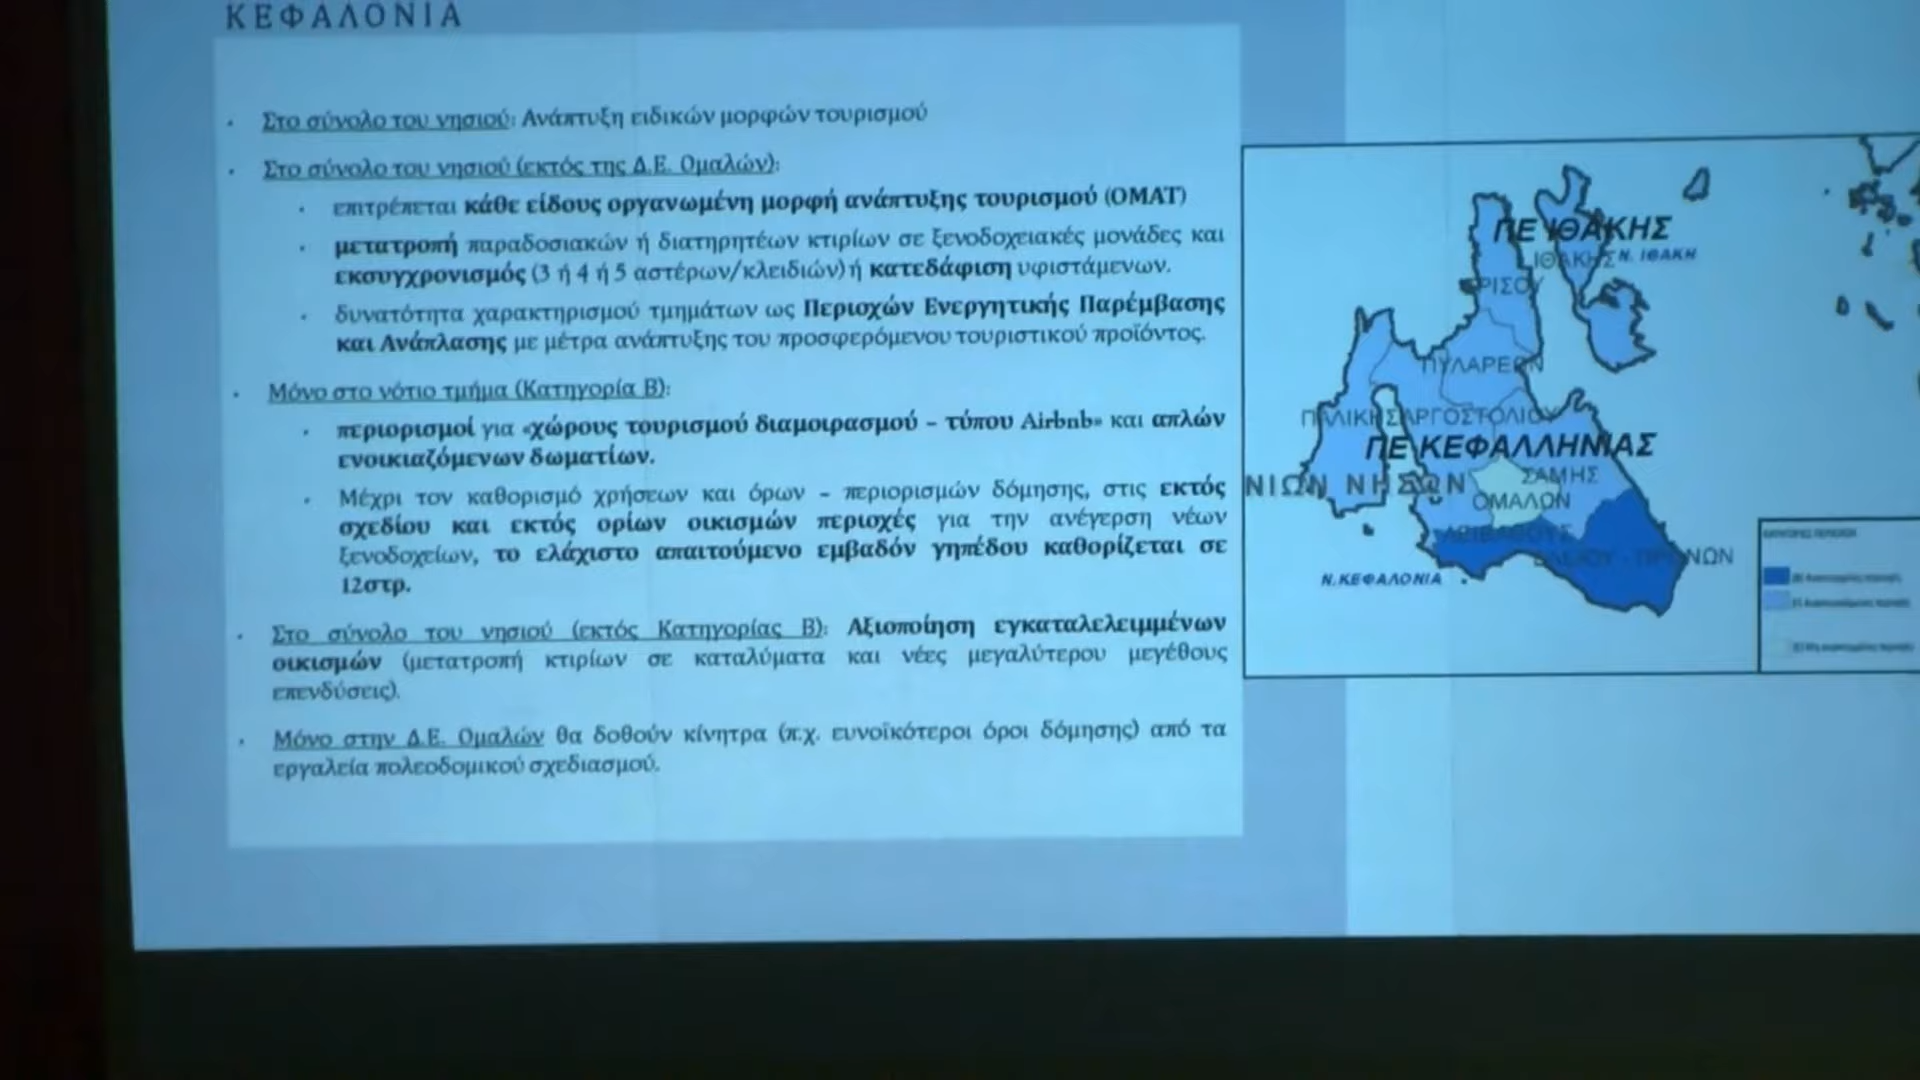 ΚΕΦΑΛΟΝΙΑ
· Στο σύνολο του νησιού: Ανάπτυξη ειδικών μορφών τουρισμού
· Στο σύνολο του νησιού (εκτός της Δ.Ε. Ομαλών):
· επιτρέπεται κάθε είδους οργανωμένη μορφή ανάπτυξης τουρισμού (ΟΜΑΤ)
· μετατροπή παραδοσιακών ή διατηρητέων κτιρίων σε ξενοδοχειακές μονάδες και
εκσυγχρονισμός (3 ή 4 ή 5 αστέρων/κλειδιών) ή κατεδάφιση υφιστάμενων.
· δυνατότητα χαρακτηρισμού τμημάτων ως Περιοχών Ενεργητικής Παρέμβασης
και Ανάπλασης με μέτρα ανάπτυξης του προσφερόμενου τουριστικού προϊόντος.
· Μόνο στο νότιο τμήμα (Κατηγορία Β):
· περιορισμοί για «χώρους τουρισμού διαμοιρασμού – τύπου Airbnb» και απλών
ενοικιαζόμενων δωματίων.
· Μέχρι τον καθορισμό χρήσεων και όρων – περιορισμών δόμησης, στις εκτός
σχεδίου και εκτός ορίων οικισμών περιοχές για την ανέγερση νέων
ξενοδοχείων, το ελάχιστο απαιτούμενο εμβαδόν γηπέδου καθορίζεται σε
12στρ.
· Στο σύνολο του νησιού (εκτός Κατηγορίας Β): Αξιοποίηση εγκαταλελειμμένων
οικισμών (μετατροπή κτιρίων σε καταλύματα και νέες μεγαλύτερου μεγέθους
επενδύσεις).
· Μόνο στην Δ.Ε. Ομαλών θα δοθούν κίνητρα (π.χ. ευνοϊκότεροι όροι δόμησης) από τα
εργαλεία πολεοδομικού σχεδιασμού.
ΠΕ ΙΘΑΚΗΣ
ΙΘΑΚΗΣ Ν. ΙΘΑΚΗ
ΡΙΣΟΥ
ΠΥΛΑΡΕΩΝ
ΠΑΛΙΚΗΣ ΑΡΓΟΣΤΟΛΙΟΥ
ΠΕ ΚΕΦΑΛΛΗΝΙΑΣ
ΣΑΜΗΣ
ΝΙΩΝ ΝΗΣΩΝ
ΟΜΑΛΩΝ
Ν.ΚΕΦΑΛΟΝΙΑ